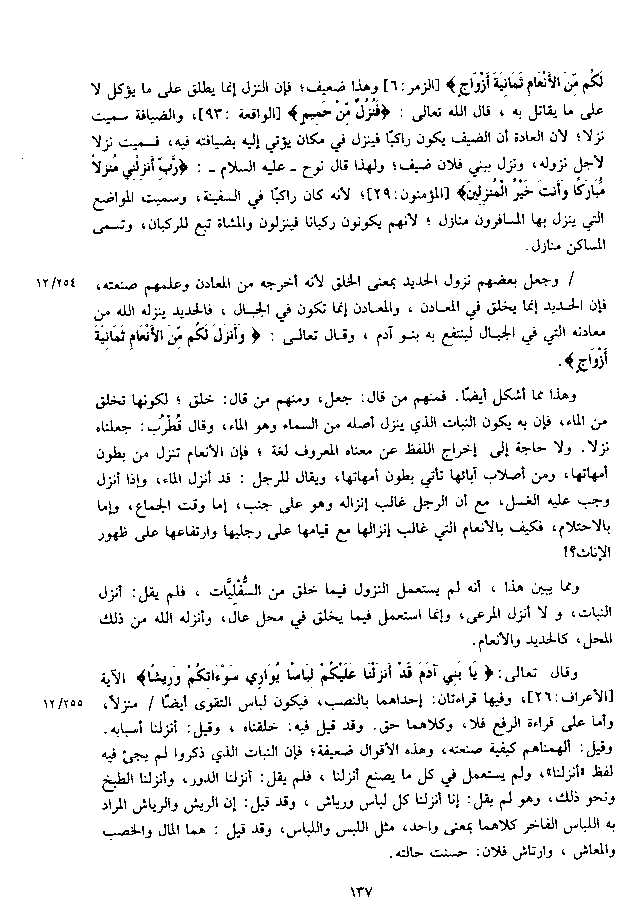 لَكُم مِّنَ الأَنْعَامِ ثَمَانِيَةَ أَزْوَاجٍ﴾ [الزمر:٦] وهذا ضعيف؛ فإن النزل إنما يطلق على ما يؤكل لا
على ما يقاتل به ، قال الله تعالى : ﴿فَنُزُلٌ مِّنْ حَمِيمٍ﴾ [الواقعة :٩٣]، والضيافة سميت
نزلا؛ لأن العادة أن الضيف يكون راكبًا فينزل في مكان يؤتي إليه بضيافته فيه، فسميت نزلا
لأجل نزوله، ونزل ببني فلان ضيف؛ ولهذا قال نوح ـ عليه السلام ـ : ﴿رَّبِّ أَنزِلْنِي مُنزَلاً
مُّبَارَكًا وَأَنتَ خَيْرُ الْمُنزِلِينَ﴾ [المؤمنون:٢٩]؛ لأنه كان راكبًا في السفينة، وسميت المواضع
التي ينزل بها المسافرون منازل ؛ لأنهم يكونون ركبانا فينزلون والمشاة تبع للركبان، وتسمى
المساكن منازل.
١٢/٢٥٤ / وجعل بعضهم نزول الحديد بمعنى الخلق لأنه أخرجه من المعادن وعلمهم صنعته،
فإن الحديد إنما يخلق في المعادن ، والمعادن إنما تكون في الجبال ، فالحديد ينزله الله من
معادنه التي في الجبال لينتفع به بنو آدم ، وقال تعالى : ﴿ وَأَنزَلَ لَكُم مِّنَ الأَنْعَامِ ثَمَانِيَةَ
أَزْوَاجٍ﴾.
وهذا مما أشكل أيضًا. فمنهم من قال: جعل، ومنهم من قال: خلق ؛ لكونها تخلق
من الماء، فإن به يكون النبات الذي ينزل أصله من السماء وهو الماء، وقال قُطْرُب: جعلناه
نزلا. ولا حاجة إلى إخراج اللفظ عن معناه المعروف لغة ؛ فإن الأنعام تنزل من بطون
أمهاتها، ومن أصلاب آبائها تأتي بطون أمهاتها، ويقال للرجل : قد أنزل الماء، وإذا أنزل
وجب عليه الغسل، مع أن الرجل غالب إنزاله وهو على جنب، إما وقت الجماع، وإما
بالاحتلام، فكيف بالأنعام التي غالب إنزالها مع قيامها على رجليها وارتفاعها على ظهور
الإناث؟!
ومما يبين هذا ، أنه لم يستعمل النزول فيما خلق من السُّفْلِيَّات ، فلم يقل: أنزل
النبات، و لا أنزل المرعى؛ وإنما استعمل فيما يخلق في محل عال، وأنزله الله من ذلك
المحل، كالحديد والأنعام.
وقال تعالى: ﴿ يَا بَنِي آدَمَ قَدْ أَنزَلْنَا عَلَيْكُمْ لِبَاسًا يُوَارِي سَوْءَاتِكُمْ وَرِيشًا﴾ الآية
١٢/٢٥٥ [الأعراف:٢٦]، وفيها قراءتان: إحداهما بالنصب، فيكون لباس التقوى أيضًا / منزلاً،
وأما على قراءة الرفع فلا، وكلاهما حق. وقد قيل فيه: خلقناه ، وقيل: أنزلنا أسبابه.
وقيل: ألهمناهم كيفية صنعته، وهذه الأقوال ضعيفة؛ فإن النبات الذي ذكروا لم يجئ فيه
لفظ «أنزلنا»، ولم يستعمل في كل ما يصنع أنزلنا ، فلم يقل: أنزلنا الدور، وأنزلنا الطبخ
ونحو ذلك، وهو لم يقل: إنا أنزلنا كل لباس ورياش ، وقد قيل: إن الريش والرياش المراد
به اللباس الفاخر كلاهما بمعنى واحد، مثل اللبس واللباس، وقد قيل : هما المال والخصب
والمعاش ، وارتاش فلان: حسنت حالته.
١٣٧